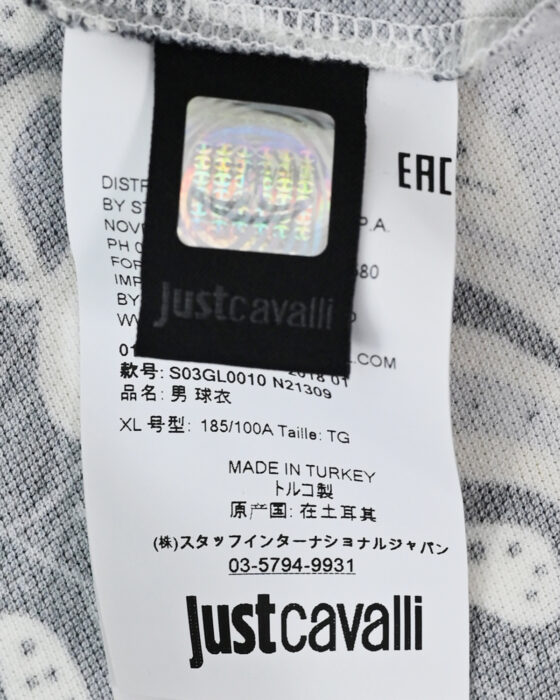 EAC
DISTR
BY ST P.A.
NOV
PH 0
FOR 680
IMP
BY
WW
justcavalli
01 .COM
款号: S03GL0010 N21309
2018 01
品名: 男 球衣
XL 号型: 185/100A Taille: TG
MADE IN TURKEY
トルコ製
原产国: 在土耳其
(株)スタッフインターナショナルジャパン
03-5794-9931
justcavalli